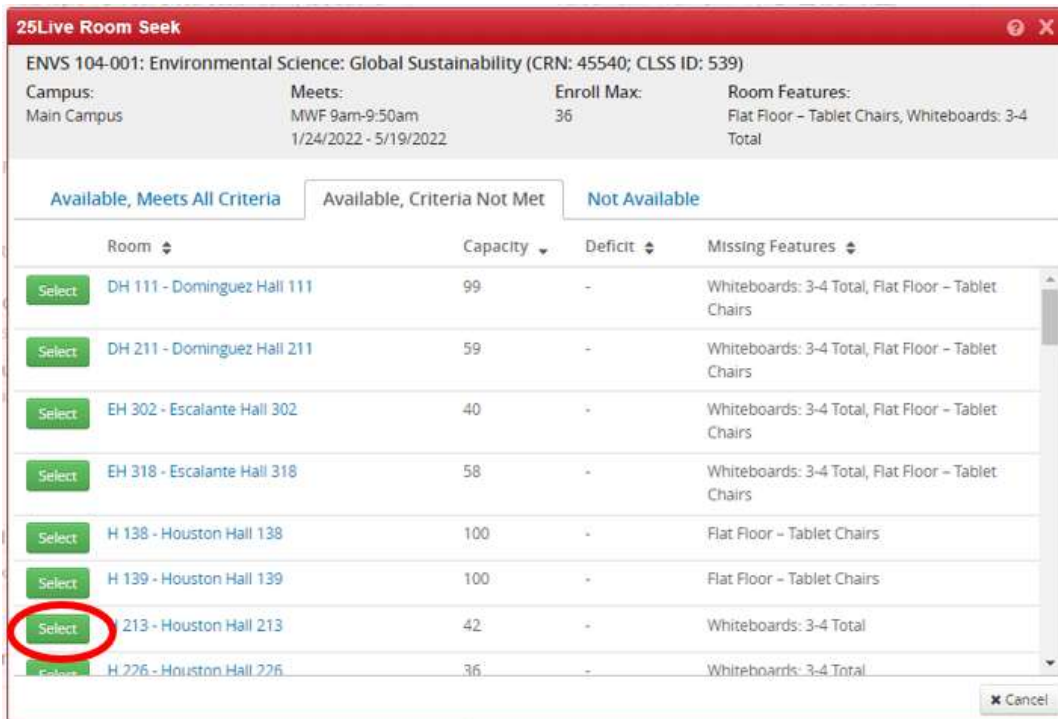 25Live Room Seek
ENVS 104-001: Environmental Science: Global Sustainability (CRN: 45540; CLSS ID: 539)
Campus: Meets: Enroll Max: Room Features:
Main Campus MWF 9am-9:50am 36 Flat Floor – Tablet Chairs, Whiteboards: 3-4
1/24/2022 - 5/19/2022 Total
Available, Meets All Criteria Available, Criteria Not Met Not Available
Room Capacity Deficit Missing Features
Select DH 111 - Dominguez Hall 111 99 - Whiteboards: 3-4 Total, Flat Floor – Tablet
Chairs
Select DH 211 - Dominguez Hall 211 59 - Whiteboards: 3-4 Total, Flat Floor – Tablet
Chairs
Select EH 302 - Escalante Hall 302 40 - Whiteboards: 3-4 Total, Flat Floor – Tablet
Chairs
Select EH 318 - Escalante Hall 318 58 - Whiteboards: 3-4 Total, Flat Floor – Tablet
Chairs
Select H 138 - Houston Hall 138 100 - Flat Floor – Tablet Chairs
Select H 139 - Houston Hall 139 100 - Flat Floor – Tablet Chairs
Select H 213 - Houston Hall 213 42 - Whiteboards: 3-4 Total
Select H 226 - Houston Hall 226 36 - Whiteboards: 3-4 Total
Cancel